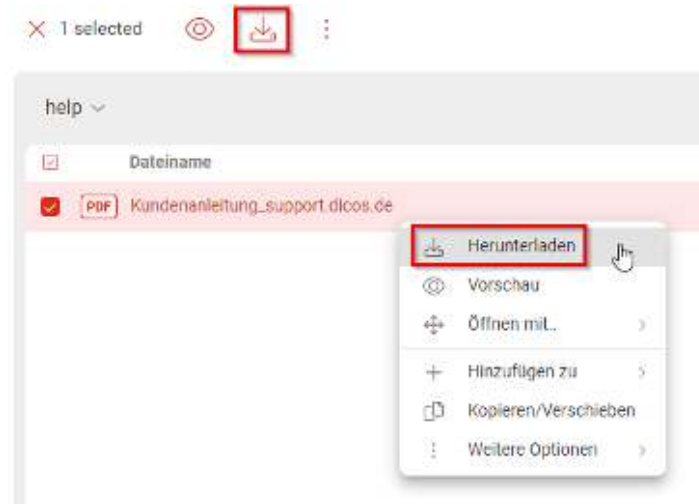 1 selected
help
Dateiname
PDF Kundenanleitung_support.dicos.de
Herunterladen
Vorschau
Öffnen mit..
Hinzufügen zu
Kopieren/Verschieben
Weitere Optionen